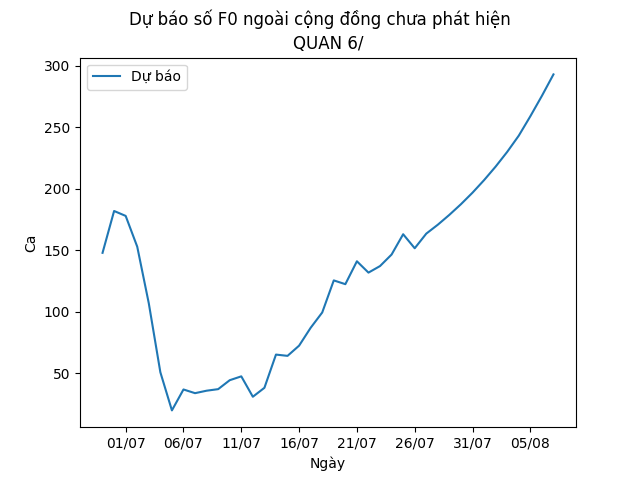 Dự báo số F0 ngoài cộng đồng chưa phát hiện
QUAN 6/
300
250
200
150
100
50
Ca
Dự báo
01/07 06/07 11/07 16/07 21/07 26/07 31/07 05/08
Ngày